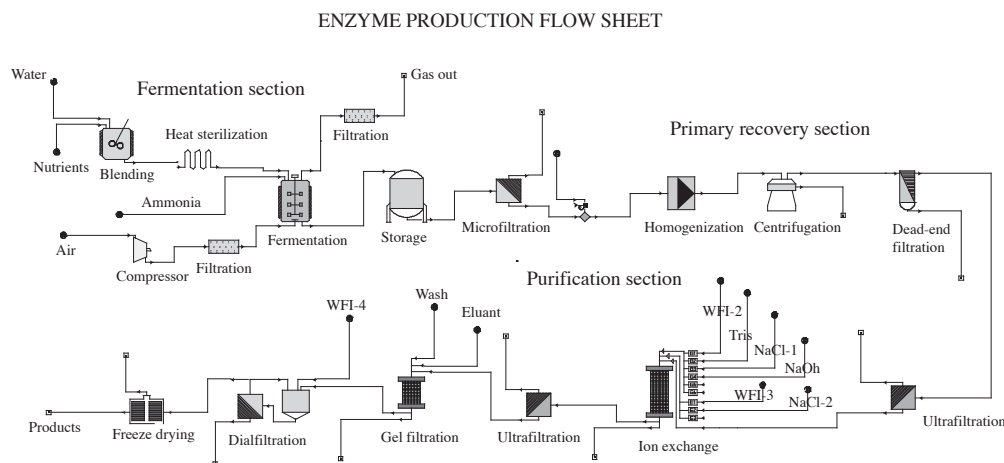 ENZYME PRODUCTION FLOW SHEET
Water
Fermentation section
Gas out
Heat sterilization
Filtration
Primary recovery section
Nutrients
Blending
Ammonia
Air
Compressor
Filtration
Fermentation
Storage
Microfiltration
Homogenization
Centrifugation
Dead-end
filtration
Purification section
WFI-4
Wash
Eluant
WFI-2
Tris
NaCl-1
NaOh
WFI-3
NaCl-2
Products
Freeze drying
Dialfiltration
Gel filtration
Ultrafiltration
Ion exchange
Ultrafiltration